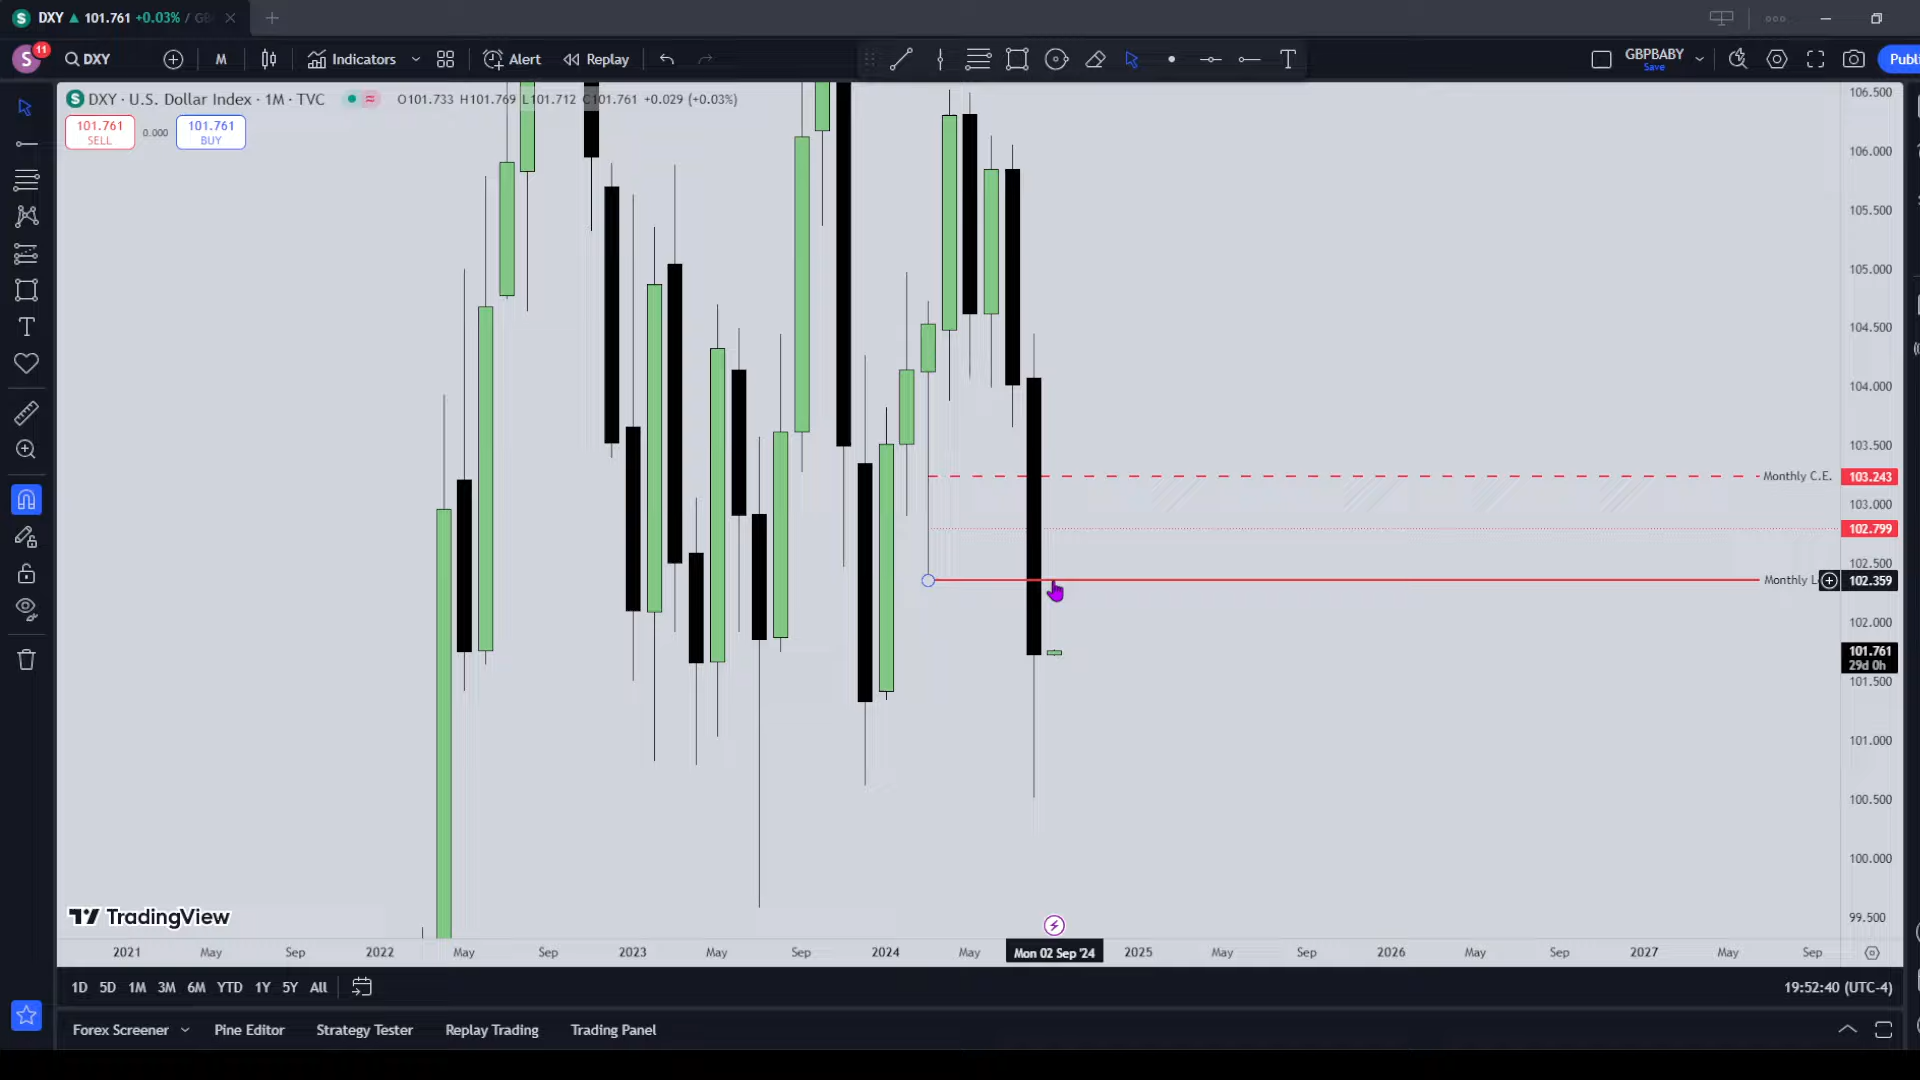 DXY ▲ 101.761 +0.03% / GB
S 11 DXY M Indicators Alert Replay T GBPBABY Save Publi
DXY · U.S. Dollar Index · 1M · TVC O101.733 H101.769 L101.712 C101.761 +0.029 (+0.03%)
101.761 SELL 0.000 101.761 BUY
106.500
106.000
105.500
105.000
104.500
104.000
103.500
Monthly C.E. 103.243
103.000
102.799
102.500
Monthly L 102.359
102.000
101.761
29d 0h
101.500
101.000
100.500
100.000
99.500
TradingView
2021 May Sep 2022 May Sep 2023 May Sep 2024 May Mon 02 Sep '24 2025 May Sep 2026 May Sep 2027 May Sep
1D 5D 1M 3M 6M YTD 1Y 5Y All 19:52:40 (UTC-4)
Forex Screener Pine Editor Strategy Tester Replay Trading Trading Panel